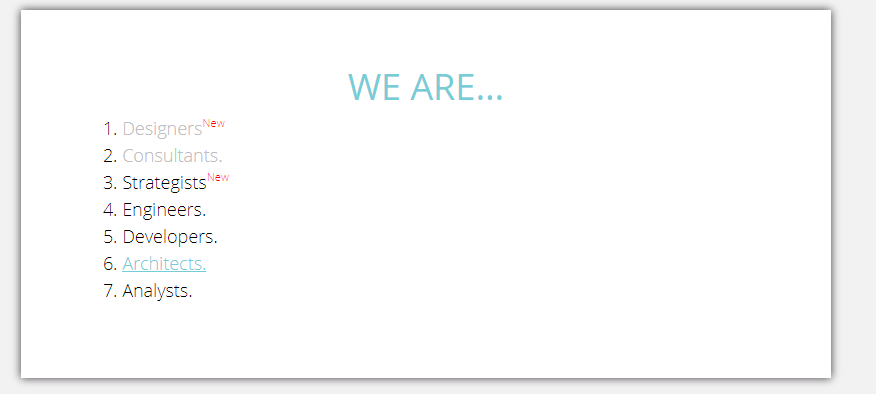 WE ARE...
1. DesignersNew
2. Consultants.
3. StrategistsNew
4. Engineers.
5. Developers.
6. Architects.
7. Analysts.